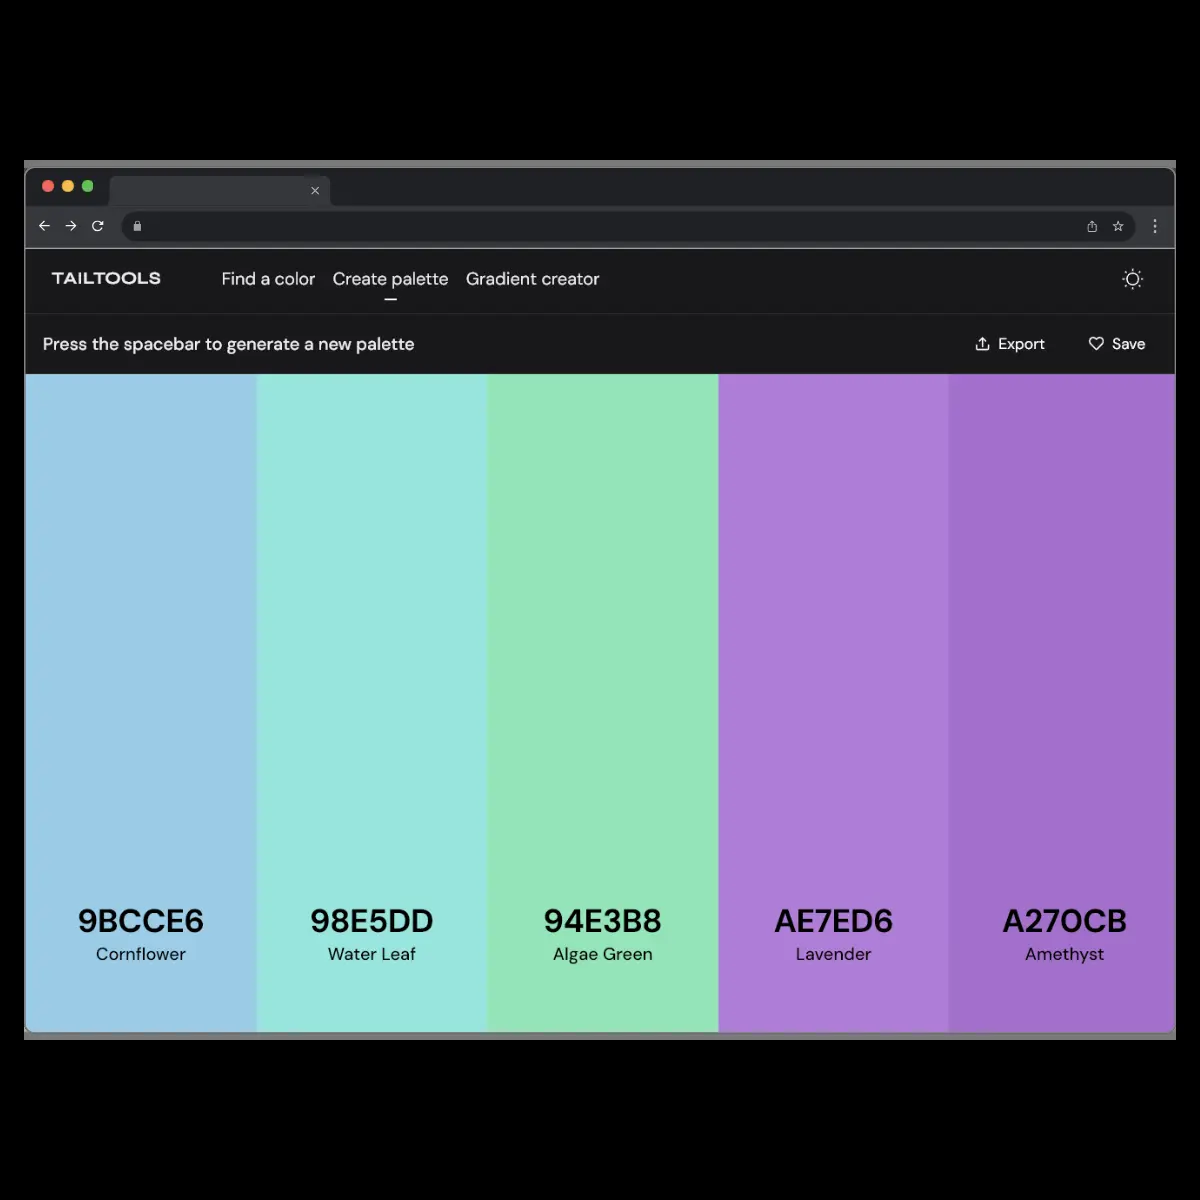 TAILTOOLS
Find a color
Create palette
Gradient creator
Press the spacebar to generate a new palette
Export
Save
9BCCE6
Cornflower
98E5DD
Water Leaf
94E3B8
Algae Green
AE7ED6
Lavender
A270CB
Amethyst